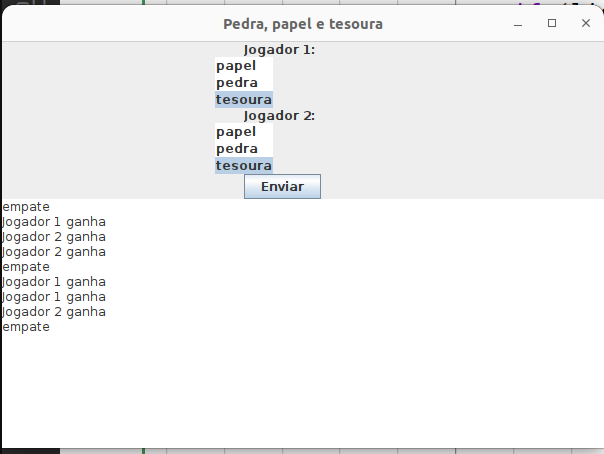 Pedra, papel e tesoura
Jogador 1:
papel
pedra
tesoura
Jogador 2:
papel
pedra
tesoura
Enviar
empate
Jogador 1 ganha
Jogador 2 ganha
Jogador 2 ganha
empate
Jogador 1 ganha
Jogador 1 ganha
Jogador 2 ganha
empate